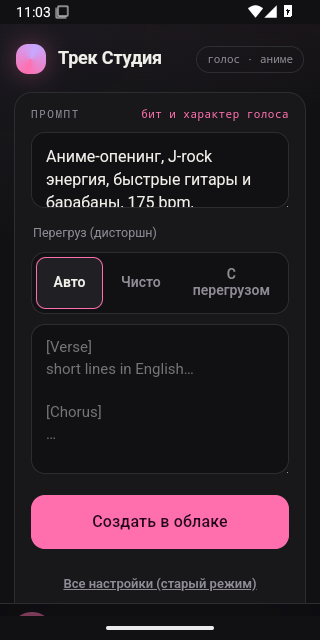 11:03
Трек Студия
голос · аниме
ПРОМПТ
бит и характер голоса
Аниме-опенинг, J-rock
энергия, быстрые гитары и
барабаны, 175 bpm.
Перегруз (дисторшн)
Авто
Чисто
С
перегрузом
[Verse]
short lines in English…
[Chorus]
…
Создать в облаке
Все настройки (старый режим)